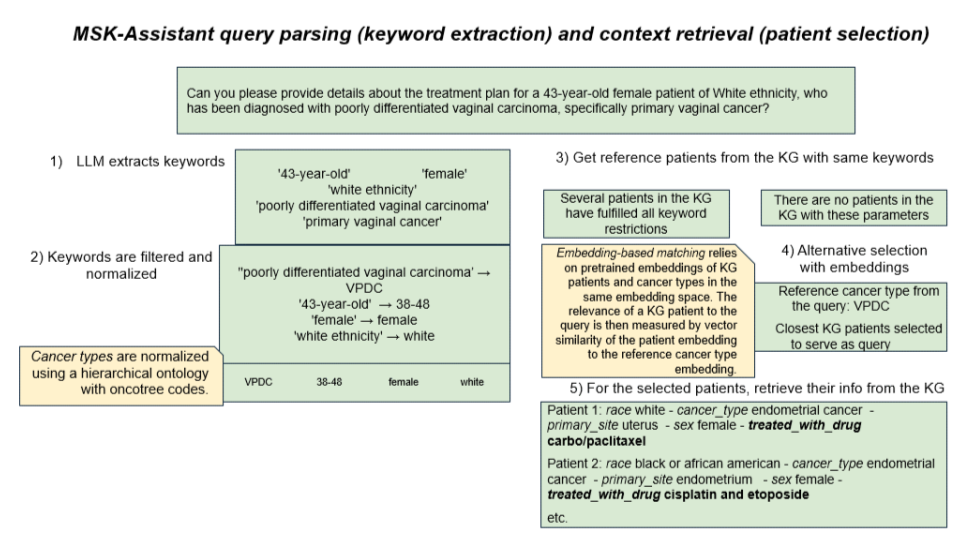 MSK-Assistant query parsing (keyword extraction) and context retrieval (patient selection)
Can you please provide details about the treatment plan for a 43-year-old female patient of White ethnicity, who
has been diagnosed with poorly differentiated vaginal carcinoma, specifically primary vaginal cancer?
1) LLM extracts keywords
'43-year-old' 'female'
'white ethnicity'
'poorly differentiated vaginal carcinoma'
'primary vaginal cancer'
2) Keywords are filtered and
normalized
"poorly differentiated vaginal carcinoma' →
VPDC
'43-year-old' → 38-48
'female' → female
'white ethnicity' → white
Cancer types are normalized
using a hierarchical ontology
with oncotree codes.
VPDC 38-48 female white
3) Get reference patients from the KG with same keywords
Several patients in the KG
have fulfilled all keyword
restrictions
There are no patients in the
KG with these parameters
Embedding-based matching relies
on pretrained embeddings of KG
patients and cancer types in the
same embedding space. The
relevance of a KG patient to the
query is then measured by vector
similarity of the patient embedding
to the reference cancer type
embedding.
4) Alternative selection
with embeddings
Reference cancer type from
the query: VPDC
Closest KG patients selected
to serve as query
5) For the selected patients, retrieve their info from the KG
Patient 1: race white - cancer_type endometrial cancer -
primary_site uterus - sex female - treated_with_drug
carbo/paclitaxel
Patient 2: race black or african american - cancer_type endometrial
cancer - primary_site endometrium - sex female -
treated_with_drug cisplatin and etoposide
etc.